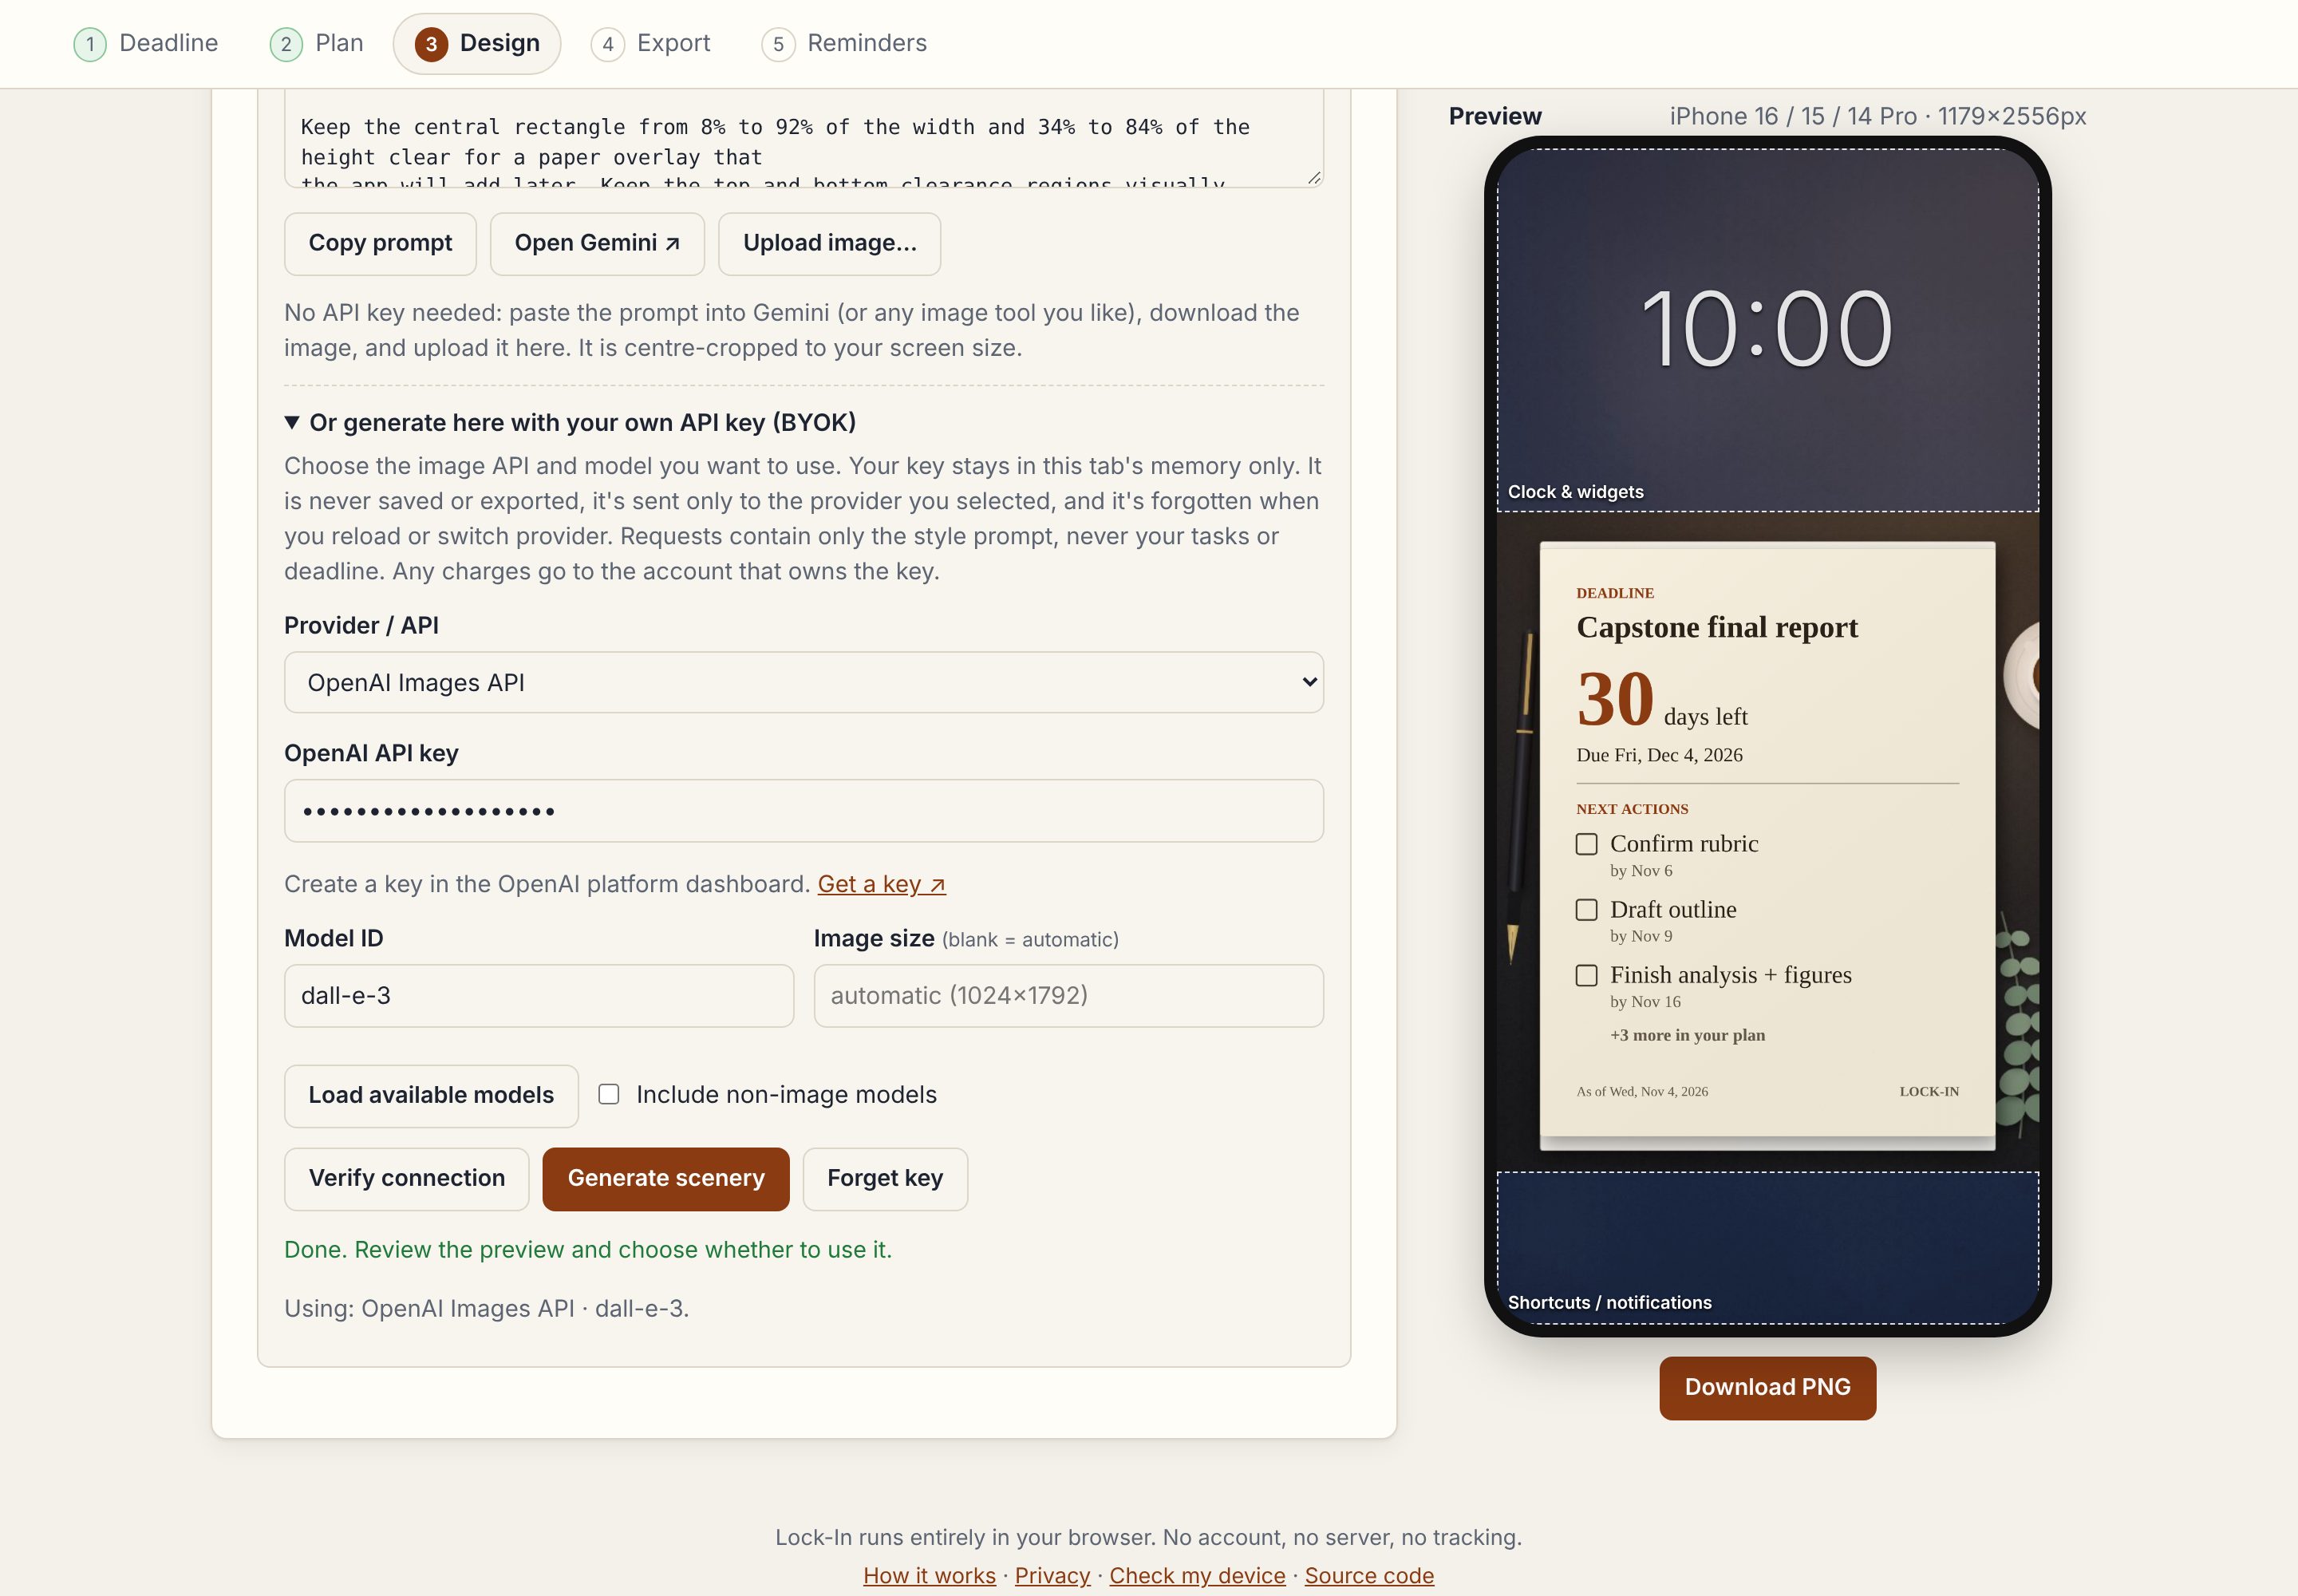 1 Deadline
2 Plan
3 Design
4 Export
5 Reminders
Keep the central rectangle from 8% to 92% of the width and 34% to 84% of the
height clear for a paper overlay that
the app will add later. Keep the top and bottom clearance regions visually
Copy prompt
Open Gemini ↗
Upload image...
No API key needed: paste the prompt into Gemini (or any image tool you like), download the
image, and upload it here. It is centre-cropped to your screen size.
▼ Or generate here with your own API key (BYOK)
Choose the image API and model you want to use. Your key stays in this tab's memory only. It
is never saved or exported, it's sent only to the provider you selected, and it's forgotten when
you reload or switch provider. Requests contain only the style prompt, never your tasks or
deadline. Any charges go to the account that owns the key.
Provider / API
OpenAI Images API
OpenAI API key
•••••••••••••••••••
Create a key in the OpenAI platform dashboard. Get a key ↗
Model ID
Image size (blank = automatic)
dall-e-3
automatic (1024×1792)
Load available models
Include non-image models
Verify connection
Generate scenery
Forget key
Done. Review the preview and choose whether to use it.
Using: OpenAI Images API · dall-e-3.
Preview
iPhone 16 / 15 / 14 Pro · 1179×2556px
10:00
Clock & widgets
DEADLINE
Capstone final report
30 days left
Due Fri, Dec 4, 2026
NEXT ACTIONS
Confirm rubric
by Nov 6
Draft outline
by Nov 9
Finish analysis + figures
by Nov 16
+3 more in your plan
As of Wed, Nov 4, 2026
LOCK-IN
Shortcuts / notifications
Download PNG
Lock-In runs entirely in your browser. No account, no server, no tracking.
How it works · Privacy · Check my device · Source code